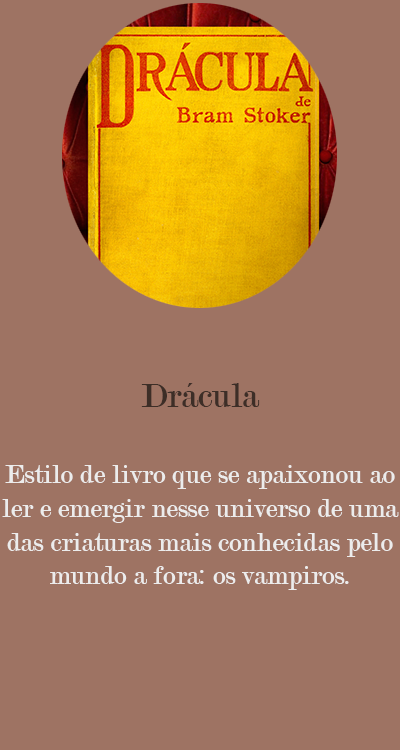 DRÁCULA
de
Bram Stoker
Drácula
Estilo de livro que se apaixonou ao
ler e emergir nesse universo de uma
das criaturas mais conhecidas pelo
mundo a fora: os vampiros.